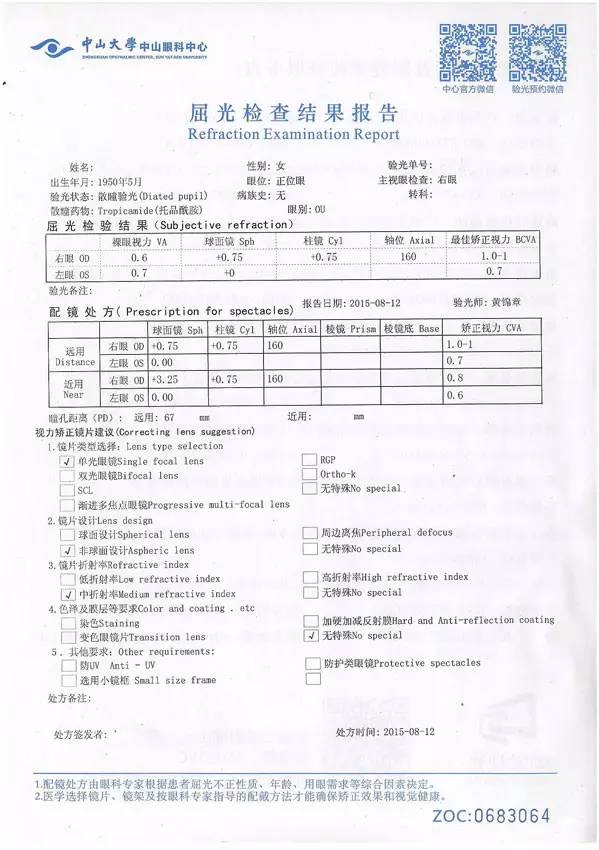 中山大学中山眼科中心
ZHONGSHAN OPHTHALMIC CENTER, SUN YAT-SEN UNIVERSITY
中心官方微信 验光预约微信
屈光检查结果报告
Refraction Examination Report
姓名: 性别: 女 验光单号:
出生年月: 1950年5月 眼位: 正位眼 主视眼检查: 右眼
验光状态: 散瞳验光(Diated pupil) 病族史: 无 转科:
散瞳药物: Tropicamide(托品酰胺) 眼别: OU
屈光检验结果(Subjective refraction)
裸眼视力 VA 球面镜 Sph 柱镜 Cyl 轴位 Axial 最佳矫正视力 BCVA
右眼 OD 0.6 +0.75 +0.75 160 1.0-1
左眼 OS 0.7 +0 0.7
验光备注:
报告日期: 2015-08-12 验光师: 黄锦章
配镜处方( Prescription for spectacles)
球面镜 Sph 柱镜 Cyl 轴位 Axial 棱镜 Prism 棱镜底 Base 矫正视力 CVA
远用 Distance 右眼 OD +0.75 +0.75 160 1.0-1
左眼 OS 0.00 0.7
近用 Near 右眼 OD +3.25 +0.75 160 0.8
左眼 OS 0.00 0.6
瞳孔距离(PD): 远用: 67 mm 近用: mm
视力矫正镜片建议(Correcting lens suggestion)
1.镜片类型选择: Lens type selection
√ 单光眼镜Single focal lens RGP
双光眼镜Bifocal lens Ortho-k
SCL 无特殊No special
渐进多焦点眼镜Progressive multi-focal lens
2.镜片设计Lens design
球面设计Spherical lens 周边离焦Peripheral defocus
√ 非球面设计Aspheric lens 无特殊No special
3.镜片折射率Refractive index
低折射率Low refractive index 高折射率High refractive index
√ 中折射率Medium refractive index 无特殊No special
4.色泽及膜层等要求Color and coating . etc
染色Staining 加硬加减反射膜Hard and Anti-reflection coating
变色眼镜片Transition lens √ 无特殊No special
5. 其他要求: Other requirements:
防UV Anti - UV 防护类眼镜Protective spectacles
选用小镜框 Small size frame
处方备注:
处方签发者: 处方时间: 2015-08-12
1.配镜处方由眼科专家根据患者屈光不正性质、年龄、用眼需求等综合因素决定。
2.医学选择镜片、镜架及按眼科专家指导的配戴方法才能确保矫正效果和视觉健康。
ZOC:0683064